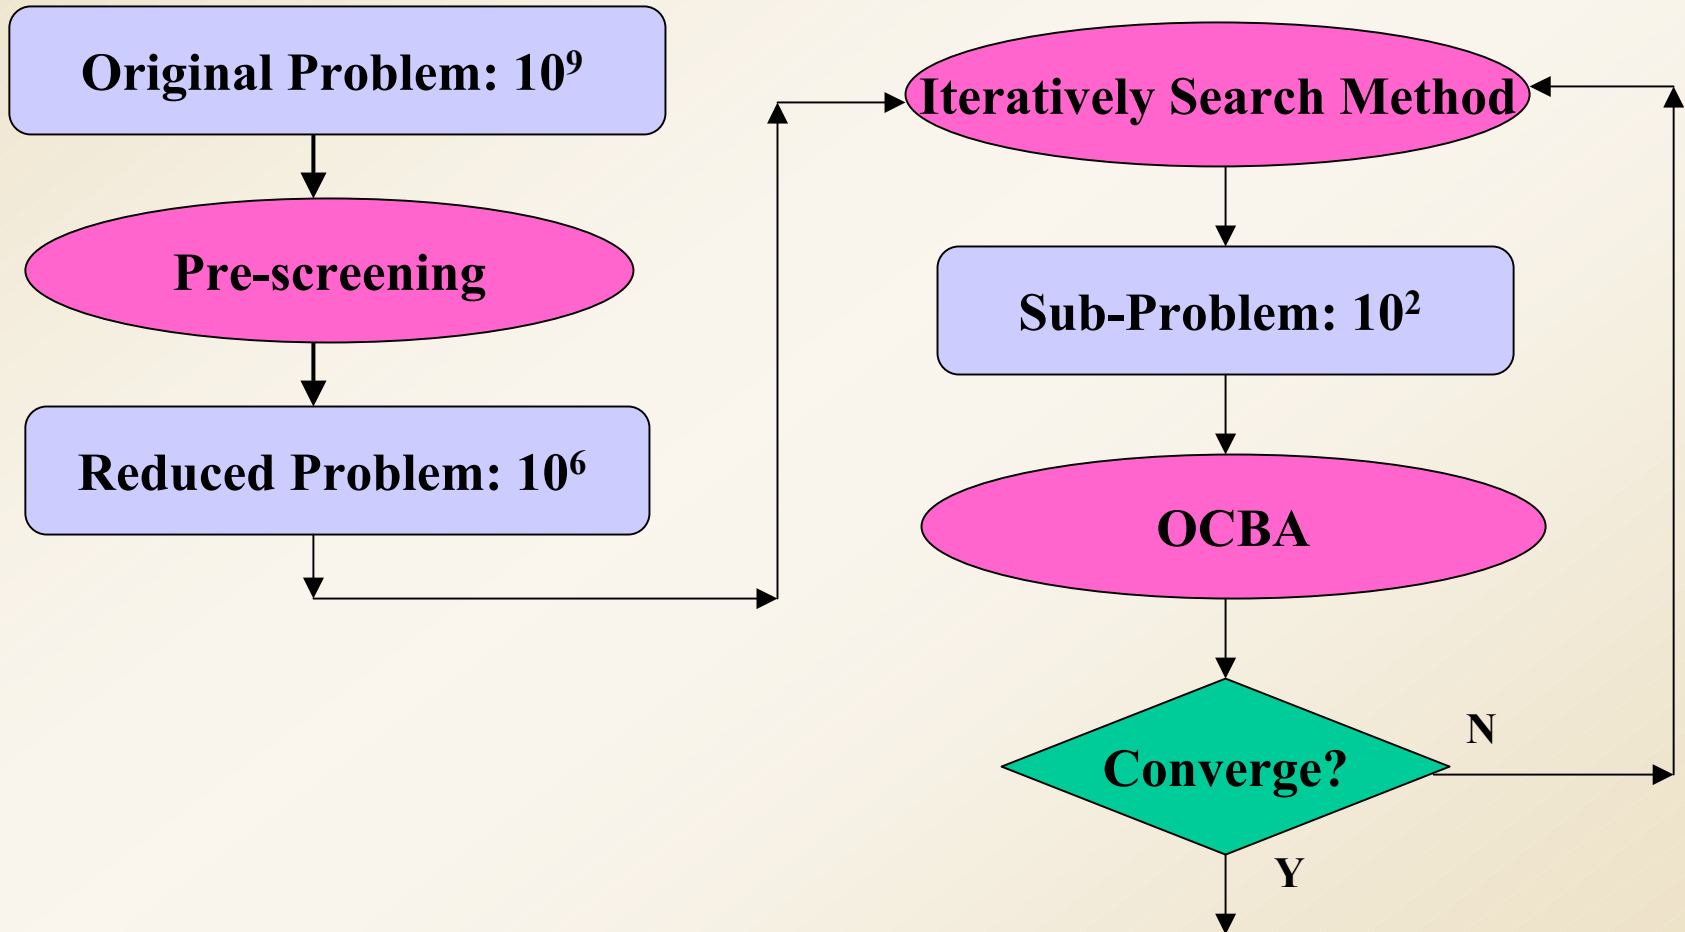 Original Problem: 10⁹
Pre-screening
Reduced Problem: 10⁶
Iteratively Search Method
Sub-Problem: 10²
OCBA
Converge?
N
Y